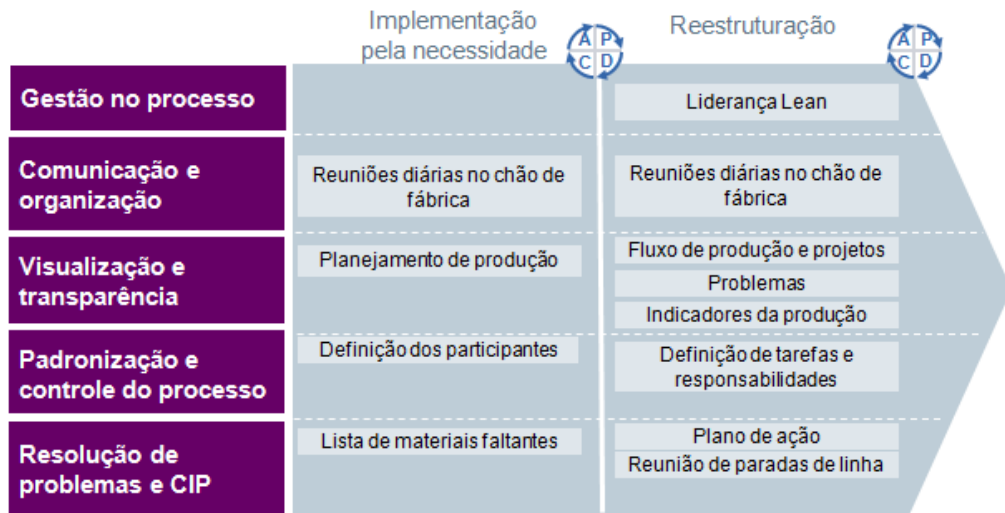 Implementação
pela necessidade
A P
C D
Reestruturação
A P
C D
Gestão no processo
Liderança Lean
Comunicação e
organização
Reuniões diárias no chão de
fábrica
Reuniões diárias no chão de
fábrica
Visualização e
transparência
Planejamento de produção
Fluxo de produção e projetos
Problemas
Indicadores da produção
Padronização e
controle do processo
Definição dos participantes
Definição de tarefas e
responsabilidades
Resolução de
problemas e CIP
Lista de materiais faltantes
Plano de ação
Reunião de paradas de linha